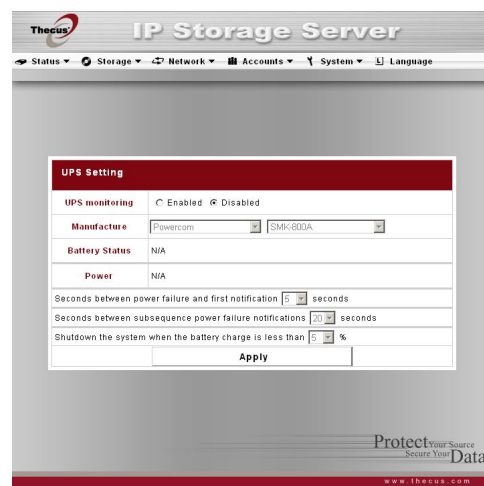 Thecus
IP Storage Server
Status Storage Network Accounts System L Language
UPS Setting
UPS monitoring Enabled Disabled
Manufacture Powercom SMK-800A
Battery Status N/A
Power N/A
Seconds between power failure and first notification 5 seconds
Seconds between subsequence power failure notifications 20 seconds
Shutdown the system when the battery charge is less than 5 %
Apply
Protect Your Source
Secure Your Data
www.thecus.com